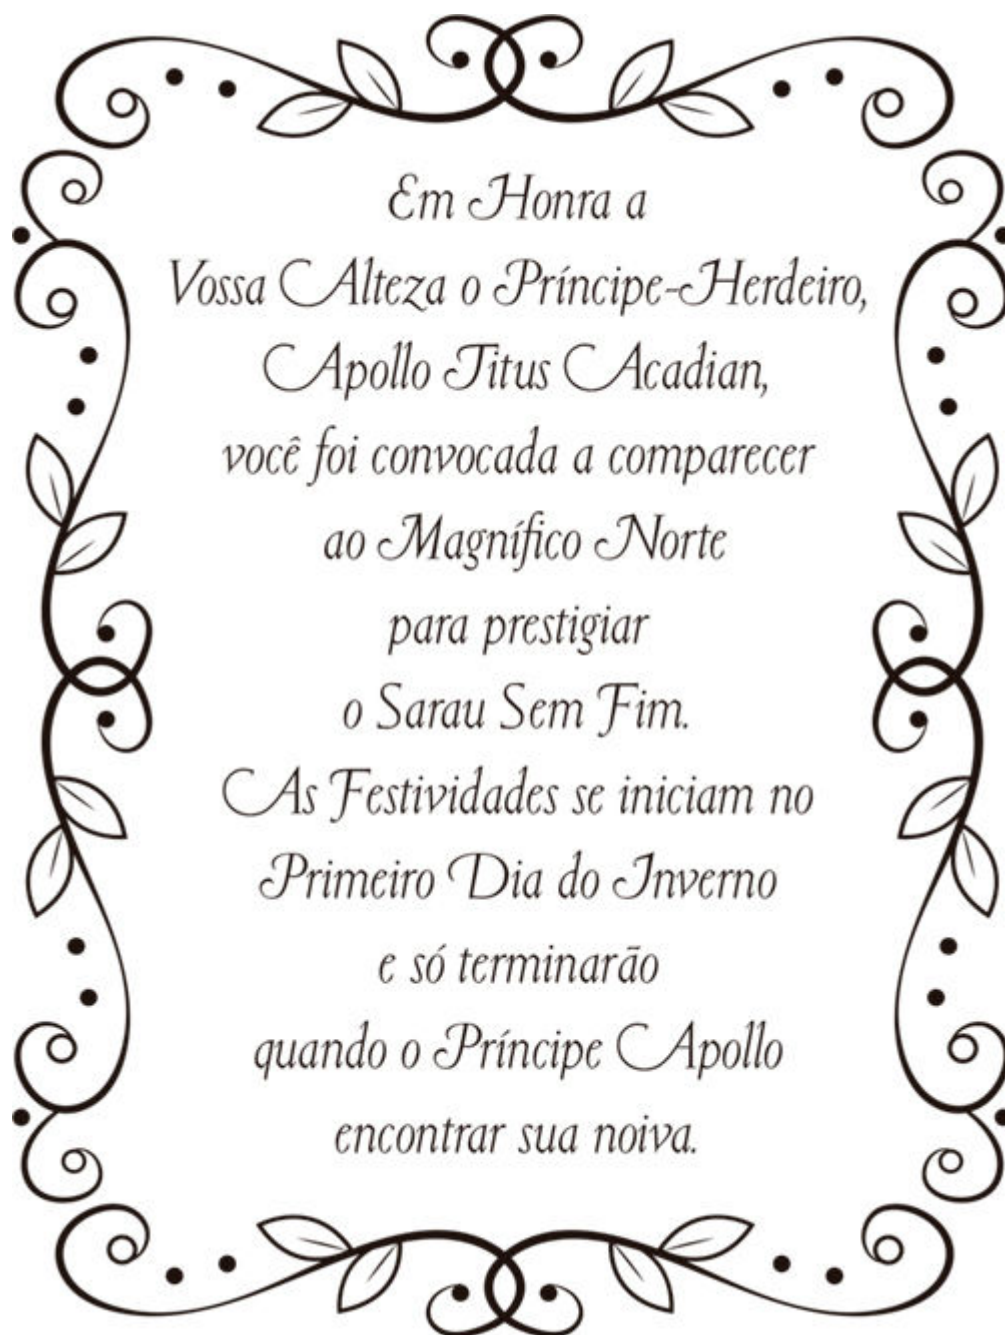 Em Honra a
Vossa Alteza o Príncipe-Herdeiro,
Apollo Titus Acadian,
você foi convocada a comparecer
ao Magnífico Norte
para prestigiar
o Sarau Sem Fim.
As Festividades se iniciam no
Primeiro Dia do Inverno
e só terminarão
quando o Príncipe Apollo
encontrar sua noiva.